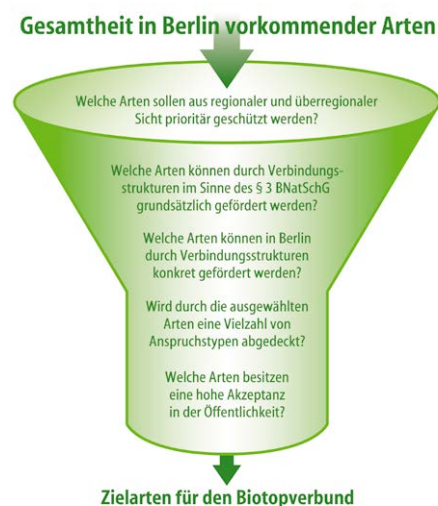 Gesamtheit in Berlin vorkommender Arten
Welche Arten sollen aus regionaler und überregionaler
Sicht prioritär geschützt werden?
Welche Arten können durch Verbindungs-
strukturen im Sinne des § 3 BNatSchG
grundsätzlich gefördert werden?
Welche Arten können in Berlin
durch Verbindungsstrukturen
konkret gefördert werden?
Wird durch die ausgewählten
Arten eine Vielzahl von
Anspruchstypen abgedeckt?
Welche Arten besitzen
eine hohe Akzeptanz
in der Öffentlichkeit?
Zielarten für den Biotopverbund